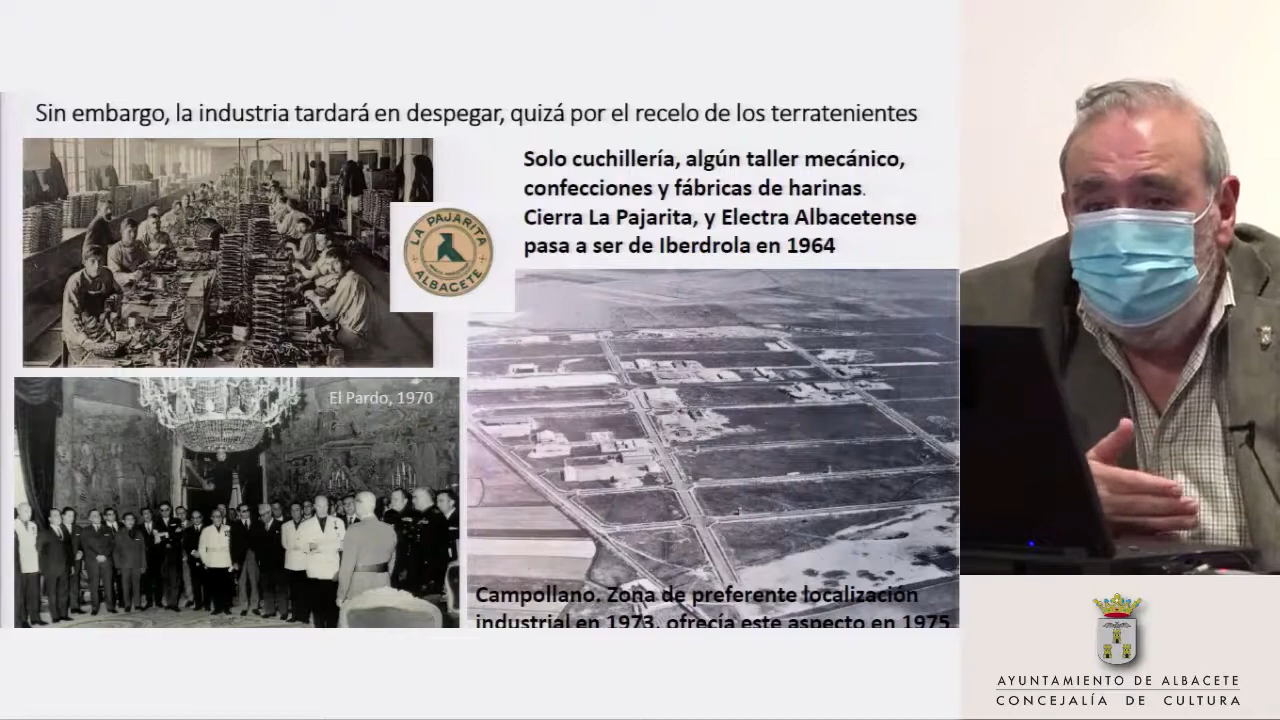 Sin embargo, la industria tardará en despegar, quizá por el recelo de los terratenientes
Solo cuchillería, algún taller mecánico,
confecciones y fábricas de harinas.
Cierra La Pajarita, y Electra Albacetense
pasa a ser de Iberdrola en 1964
LA PAJARITA
ALBACETE
El Pardo, 1970
Campollano. Zona de preferente localización
industrial en 1973, ofrecía este aspecto en 1975
AYUNTAMIENTO DE ALBACETE
CONCEJALÍA DE CULTURA